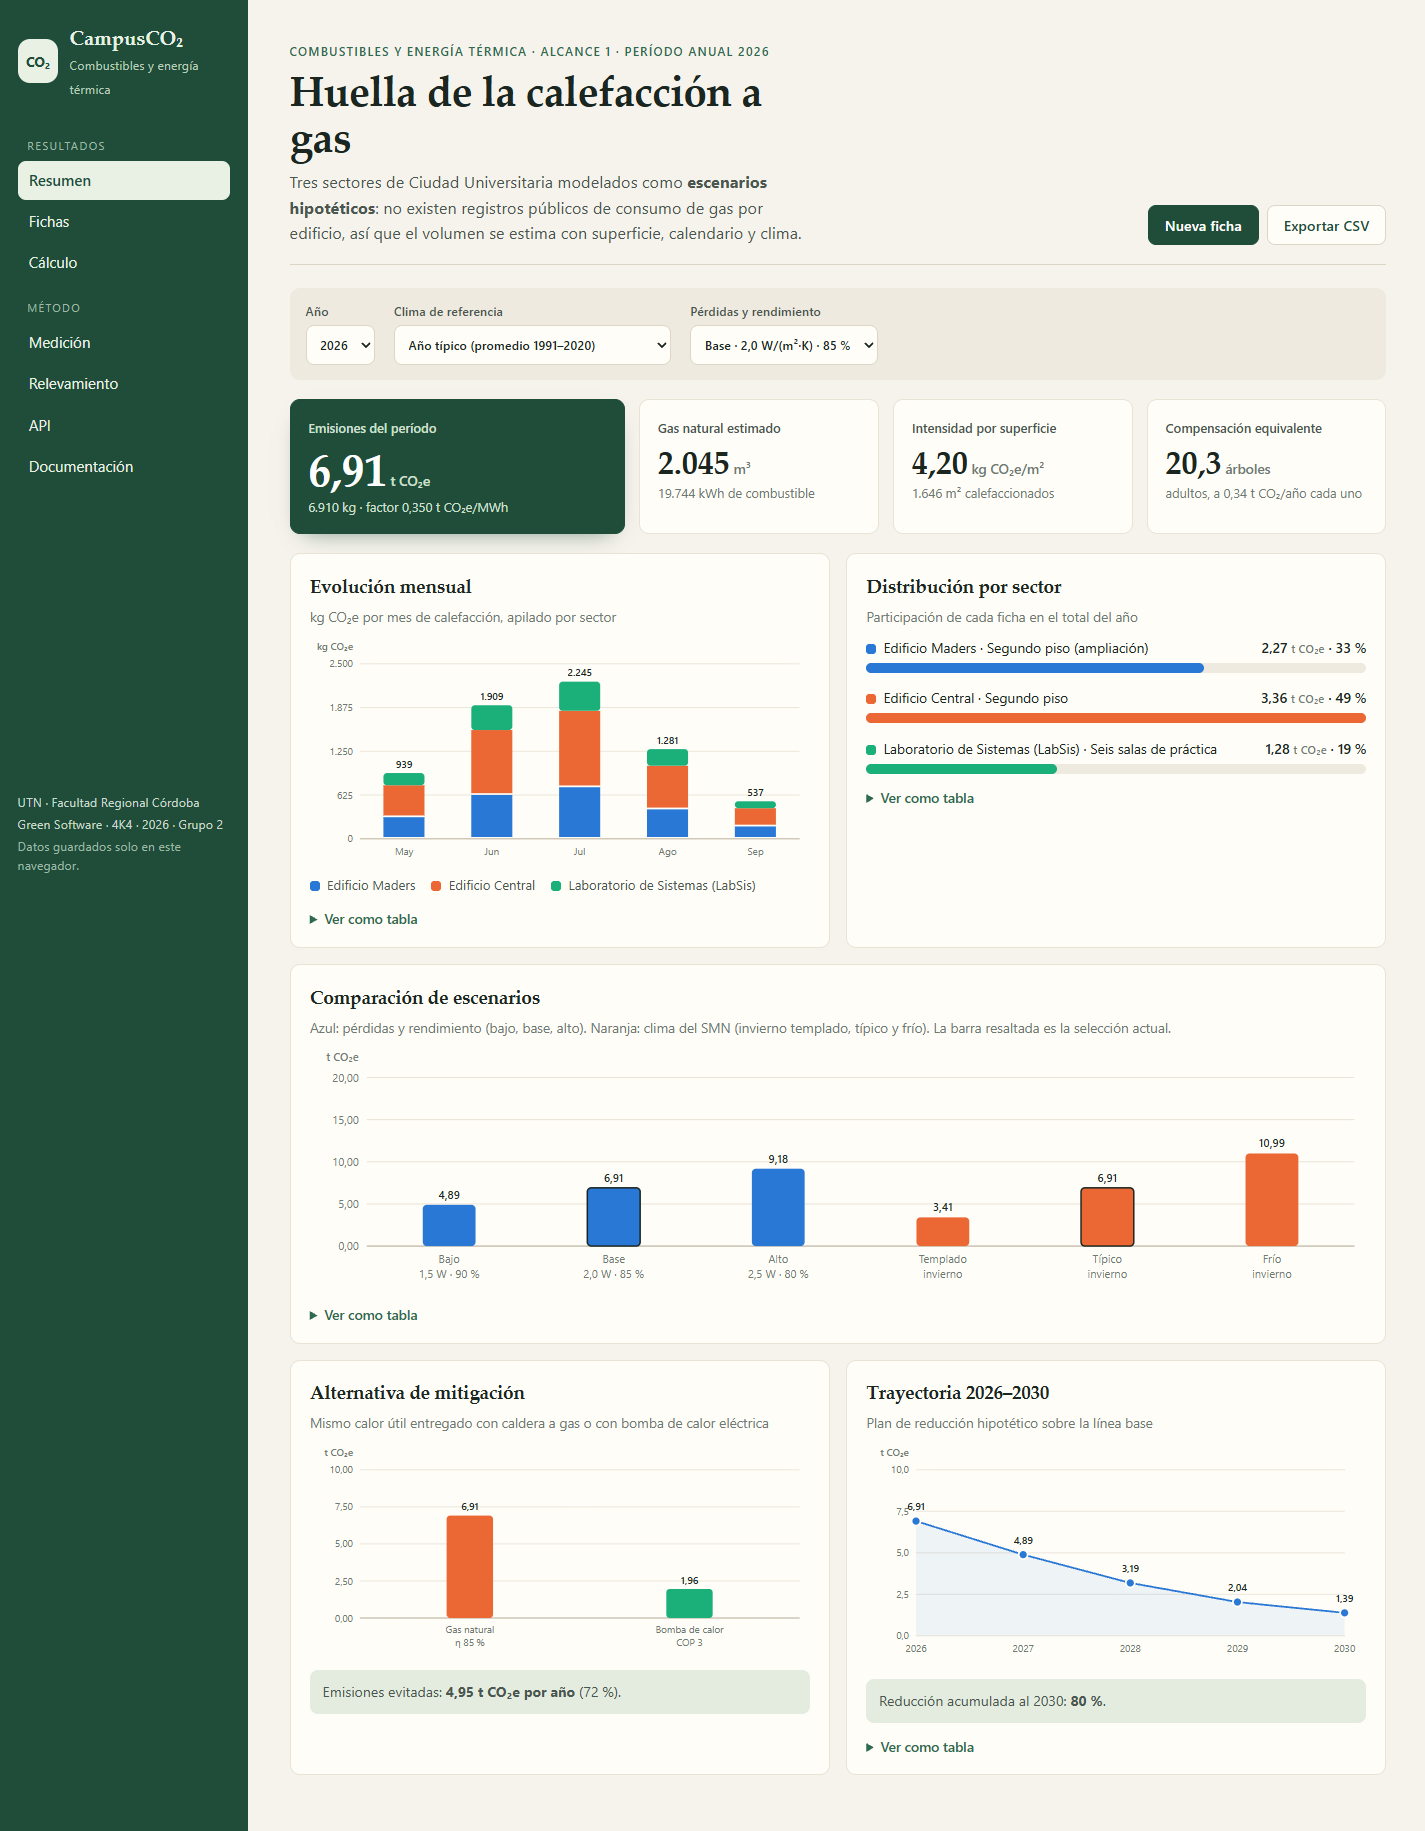 CO₂
CampusCO₂
Combustibles y energía
térmica
RESULTADOS
Resumen
Fichas
Cálculo
MÉTODO
Medición
Relevamiento
API
Documentación
UTN · Facultad Regional Córdoba
Green Software · 4K4 · 2026 · Grupo 2
Datos guardados solo en este
navegador.
COMBUSTIBLES Y ENERGÍA TÉRMICA · ALCANCE 1 · PERÍODO ANUAL 2026
Huella de la calefacción a
gas
Tres sectores de Ciudad Universitaria modelados como escenarios
hipotéticos: no existen registros públicos de consumo de gas por
edificio, así que el volumen se estima con superficie, calendario y clima.
Nueva ficha
Exportar CSV
Año
2026
Clima de referencia
Año típico (promedio 1991–2020)
Pérdidas y rendimiento
Base · 2,0 W/(m²·K) · 85 %
Emisiones del período
6,91 t CO₂e
6.910 kg · factor 0,350 t CO₂e/MWh
Gas natural estimado
2.045 m³
19.744 kWh de combustible
Intensidad por superficie
4,20 kg CO₂e/m²
1.646 m² calefaccionados
Compensación equivalente
20,3 árboles
adultos, a 0,34 t CO₂/año cada uno
Evolución mensual
kg CO₂e por mes de calefacción, apilado por sector
kg CO₂e
2.500
1.875
1.250
625
0
939
1.909
2.245
1.281
537
May
Jun
Jul
Ago
Sep
Edificio Maders
Edificio Central
Laboratorio de Sistemas (LabSis)
Ver como tabla
Distribución por sector
Participación de cada ficha en el total del año
Edificio Maders · Segundo piso (ampliación)
2,27 t CO₂e · 33 %
Edificio Central · Segundo piso
3,36 t CO₂e · 49 %
Laboratorio de Sistemas (LabSis) · Seis salas de práctica
1,28 t CO₂e · 19 %
Ver como tabla
Comparación de escenarios
Azul: pérdidas y rendimiento (bajo, base, alto). Naranja: clima del SMN (invierno templado, típico y frío). La barra resaltada es la selección actual.
t CO₂e
20,00
15,00
10,00
5,00
0,00
4,89
6,91
9,18
3,41
6,91
10,99
Bajo
1,5 W · 90 %
Base
2,0 W · 85 %
Alto
2,5 W · 80 %
Templado
invierno
Típico
invierno
Frío
invierno
Ver como tabla
Alternativa de mitigación
Mismo calor útil entregado con caldera a gas o con bomba de calor eléctrica
t CO₂e
10,00
7,50
5,00
2,50
0,00
6,91
1,96
Gas natural
η 85 %
Bomba de calor
COP 3
Emisiones evitadas: 4,95 t CO₂e por año (72 %).
Trayectoria 2026–2030
Plan de reducción hipotético sobre la línea base
t CO₂e
10,0
7,5
5,0
2,5
0,0
6,91
4,89
3,19
2,04
1,39
2026
2027
2028
2029
2030
Reducción acumulada al 2030: 80 %.
Ver como tabla